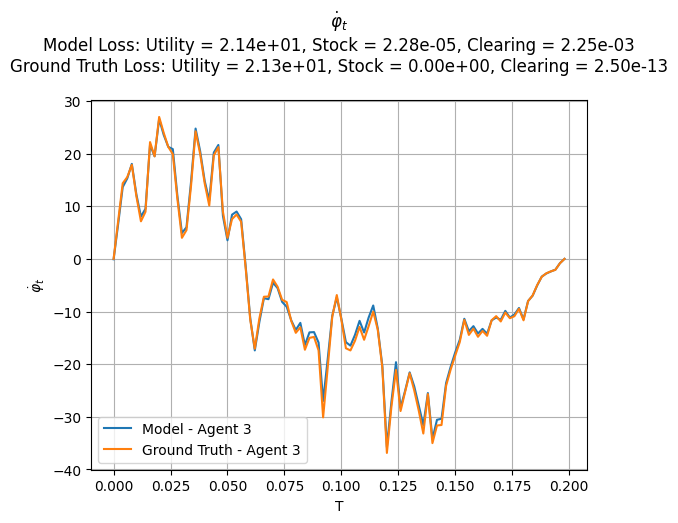 φ̇ₜ
Model Loss: Utility = 2.14e+01, Stock = 2.28e-05, Clearing = 2.25e-03
Ground Truth Loss: Utility = 2.13e+01, Stock = 0.00e+00, Clearing = 2.50e-13
30
20
10
0
−10
−20
−30
−40
φ̇ₜ
Model - Agent 3
Ground Truth - Agent 3
0.000 0.025 0.050 0.075 0.100 0.125 0.150 0.175 0.200
T